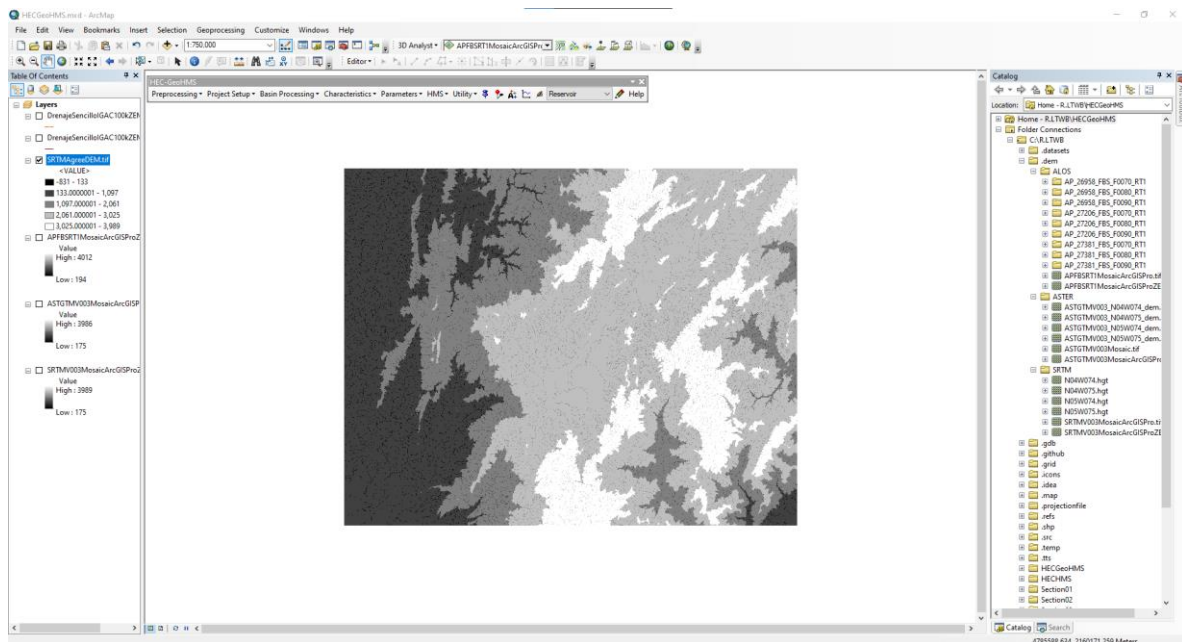 HECGeoHMS.mxd - ArcMap
File Edit View Bookmarks Insert Selection Geoprocessing Customize Windows Help
1:750.000
3D Analyst
APFBSRT1MosaicArcGISPro
Editor
Table Of Contents
Layers
DrenajeSencilloIGAC100kZEN
DrenajeSencilloIGAC100kZEN
SRTMAgreeDEM.tif
<VALUE>
-831 - 133
133.0000001 - 1,097
1,097.000001 - 2,061
2,061.000001 - 3,025
3,025.000001 - 3,989
APFBSRT1MosaicArcGISProZ
Value
High : 4012
Low : 194
ASTGTMV003MosaicArcGISP
Value
High : 3986
Low : 175
SRTMV003MosaicArcGISProZ
Value
High : 3989
Low : 175
HEC-GeoHMS
Preprocessing Project Setup Basin Processing Characteristics Parameters HMS Utility Reservoir Help
Catalog
Location: Home - R.LTWB\HECGeoHMS
Home - R.LTWB\HECGeoHMS
Folder Connections
C:\R.LTWB
.datasets
.dem
ALOS
AP_26958_FBS_F0070_RT1
AP_26958_FBS_F0080_RT1
AP_26958_FBS_F0090_RT1
AP_27206_FBS_F0070_RT1
AP_27206_FBS_F0080_RT1
AP_27206_FBS_F0090_RT1
AP_27381_FBS_F0070_RT1
AP_27381_FBS_F0080_RT1
AP_27381_FBS_F0090_RT1
APFBSRT1MosaicArcGISPro.tif
APFBSRT1MosaicArcGISProZE
ASTER
ASTGTMV003_N04W074_dem.
ASTGTMV003_N04W075_dem.
ASTGTMV003_N05W074_dem.
ASTGTMV003_N05W075_dem.
ASTGTMV003Mosaic.tif
ASTGTMV003MosaicArcGISPro
SRTM
N04W074.hgt
N04W075.hgt
N05W074.hgt
N05W075.hgt
SRTMV003MosaicArcGISPro.ti
SRTMV003MosaicArcGISProZE
.gdb
.github
.grid
.icons
.idea
.map
.projectionfile
.refs
.shp
.src
.temp
.tts
HECGeoHMS
HECHMS
Section01
Section02
Catalog Search
4795588,634 2160171,259 Meters